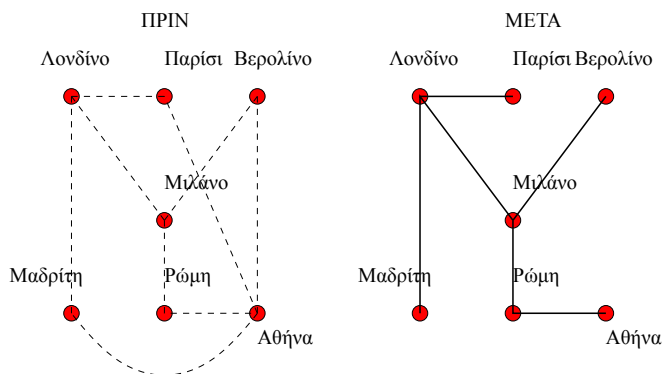 ΠΡΙΝ
ΜΕΤΑ
Λονδίνο
Παρίσι
Βερολίνο
Λονδίνο
Παρίσι
Βερολίνο
Μιλάνο
Μιλάνο
Μαδρίτη
Ρώμη
Μαδρίτη
Ρώμη
Αθήνα
Αθήνα